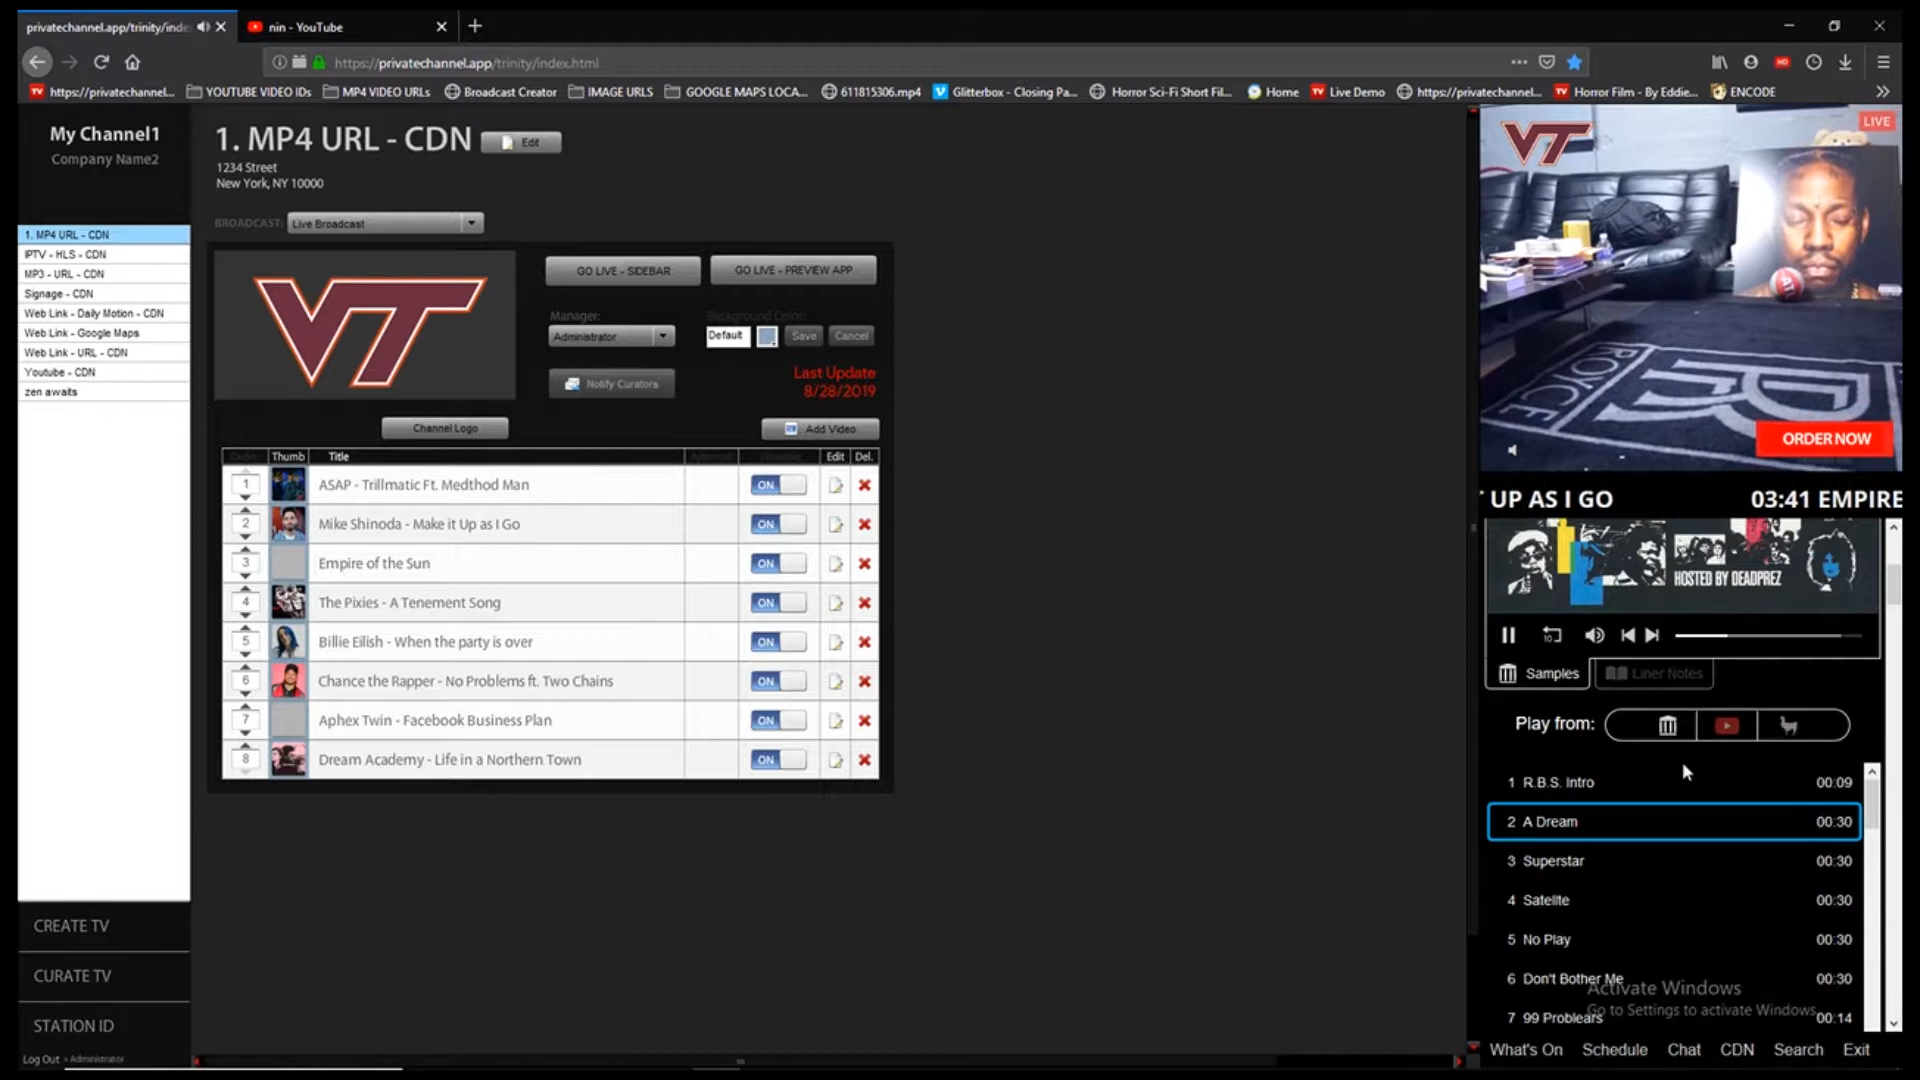 privatechannel.app/trinity/inde
nin - YouTube
https://privatechannel.app/trinity/index.html
https://privatechannel...
YOUTUBE VIDEO IDs
MP4 VIDEO URLs
Broadcast Creator
IMAGE URLS
GOOGLE MAPS LOCA...
611815306.mp4
Glitterbox - Closing Pa...
Horror Sci-Fi Short Fil...
Home
Live Demo
https://privatechannel...
Horror Film - By Eddie...
ENCODE
My Channel1
Company Name2
1. MP4 URL - CDN
IPTV - HLS - CDN
MP3 - URL - CDN
Signage - CDN
Web Link - Daily Motion - CDN
Web Link - Google Maps
Web Link - URL - CDN
Youtube - CDN
zen awaits
CREATE TV
CURATE TV
STATION ID
Log Out > Administrator
1. MP4 URL - CDN
Edit
1234 Street
New York, NY 10000
BROADCAST: Live Broadcast
VT
GO LIVE - SIDEBAR
GO LIVE - PREVIEW APP
Manager:
Background Color:
Administrator
Default
Save
Cancel
Notify Curators
Last Update
8/28/2019
Channel Logo
Add Video
Thumb Title Edit Del.
1 ASAP - Trillmatic Ft. Medthod Man ON
2 Mike Shinoda - Make it Up as I Go ON
3 Empire of the Sun ON
4 The Pixies - A Tenement Song ON
5 Billie Eilish - When the party is over ON
6 Chance the Rapper - No Problems ft. Two Chains ON
7 Aphex Twin - Facebook Business Plan ON
8 Dream Academy - Life in a Northern Town ON
VT
LIVE
ATL
ROYCE
ORDER NOW
UP AS I GO 03:41 EMPIRE
HOSTED BY DEADPREZ
10
Samples
Liner Notes
Play from:
1 R.B.S. Intro 00:09
2 A Dream 00:30
3 Superstar 00:30
4 Satellte 00:30
5 No Play 00:30
6 Don't Bother Me 00:30
7 99 Problears 00:14
Activate Windows
Go to Settings to activate Windows.
What's On Schedule Chat CDN Search Exit